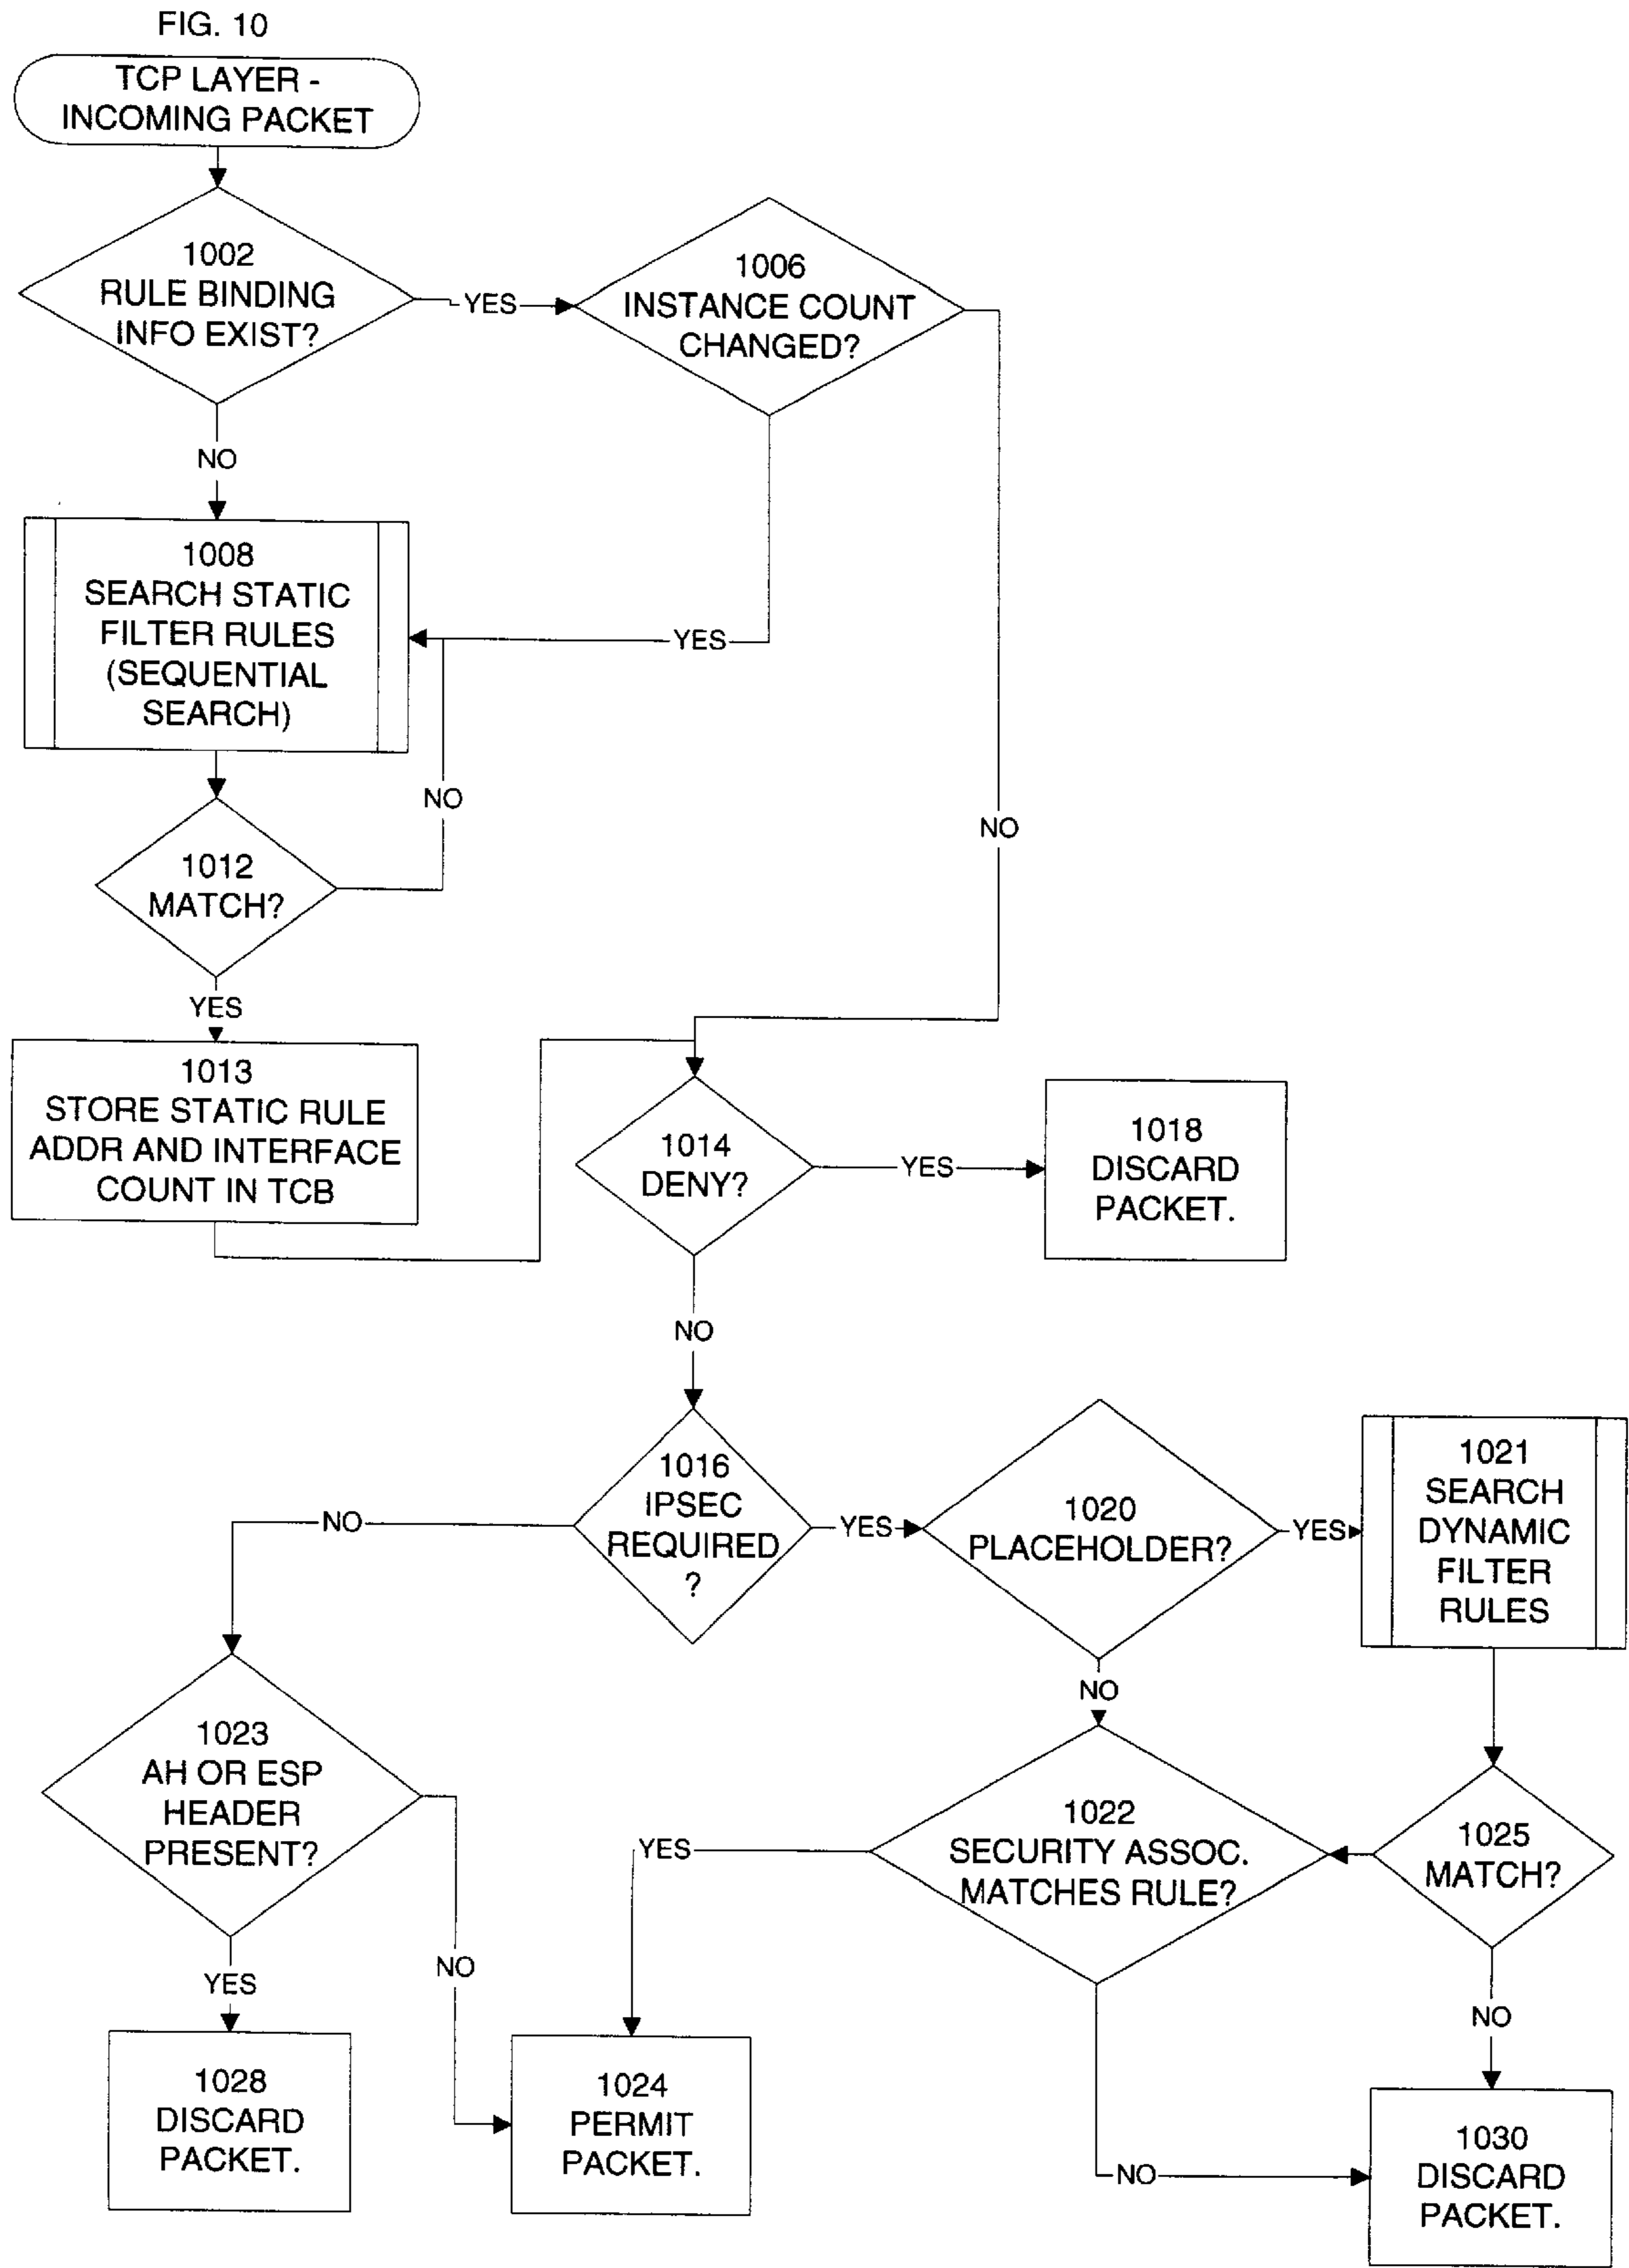 FIG. 10
TCP LAYER -
INCOMING PACKET
1002
RULE BINDING
INFO EXIST?
YES
1006
INSTANCE COUNT
CHANGED?
NO
1008
SEARCH STATIC
FILTER RULES
(SEQUENTIAL
SEARCH)
YES
NO
NO
1012
MATCH?
YES
1013
STORE STATIC RULE
ADDR AND INTERFACE
COUNT IN TCB
1014
DENY?
YES
1018
DISCARD
PACKET.
NO
1016
IPSEC
REQUIRED
?
NO
YES
1020
PLACEHOLDER?
YES
1021
SEARCH
DYNAMIC
FILTER
RULES
NO
1023
AH OR ESP
HEADER
PRESENT?
YES
1022
SECURITY ASSOC.
MATCHES RULE?
1025
MATCH?
YES
NO
NO
1028
DISCARD
PACKET.
1024
PERMIT
PACKET.
NO
1030
DISCARD
PACKET.